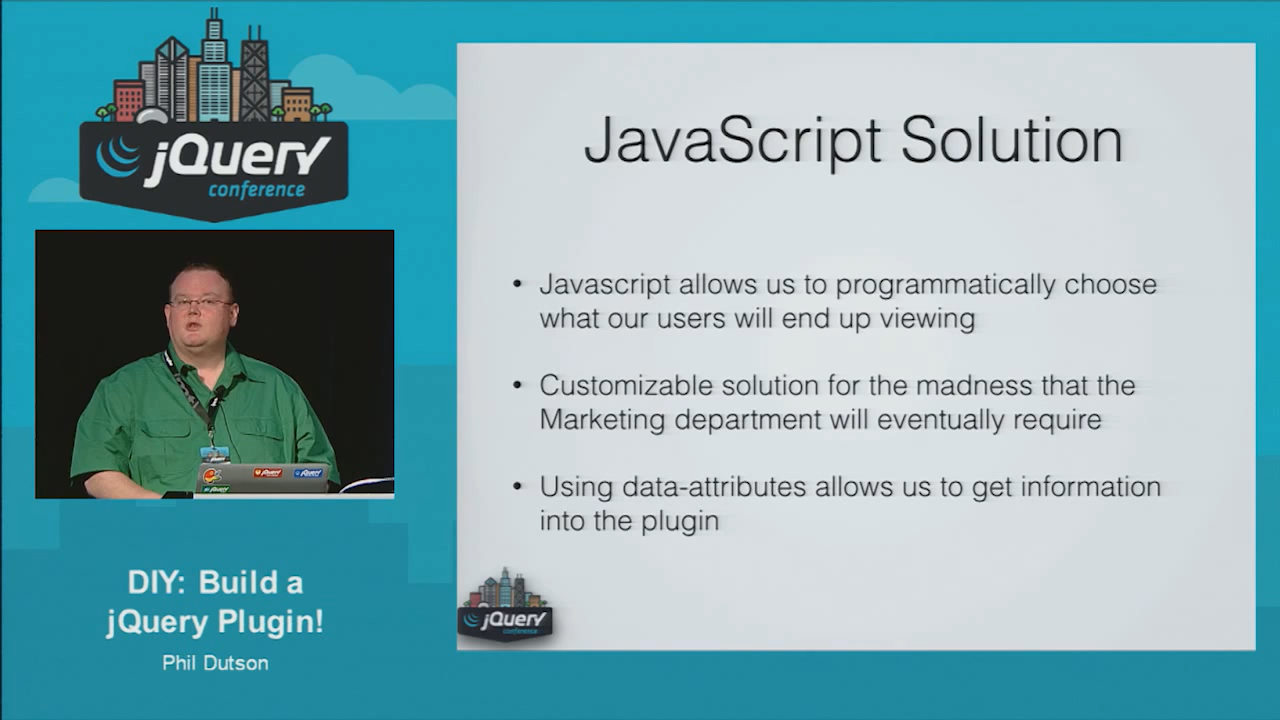 jQuery
conference
JavaScript Solution
• Javascript allows us to programmatically choose
what our users will end up viewing
• Customizable solution for the madness that the
Marketing department will eventually require
• Using data-attributes allows us to get information
into the plugin
jQuery
conference
DIY: Build a
jQuery Plugin!
Phil Dutson